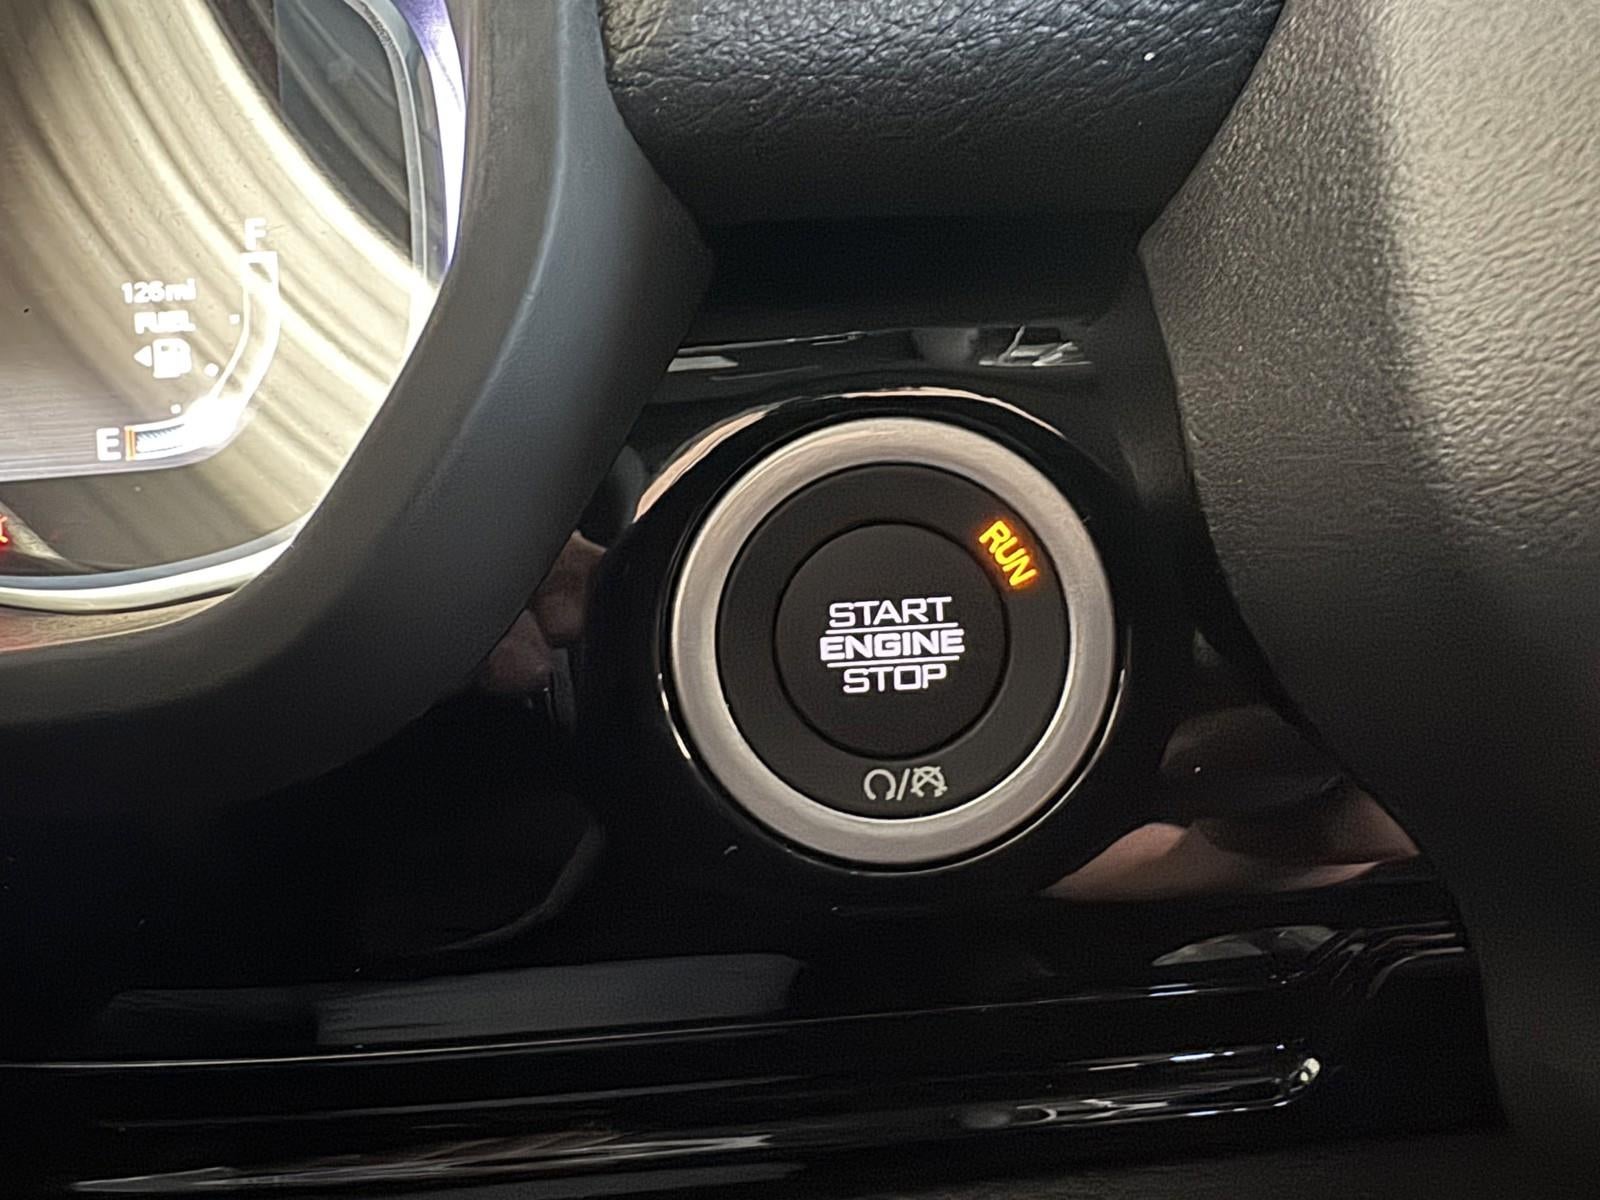 F
126mi
FUEL
E
RUN
START
ENGINE
STOP